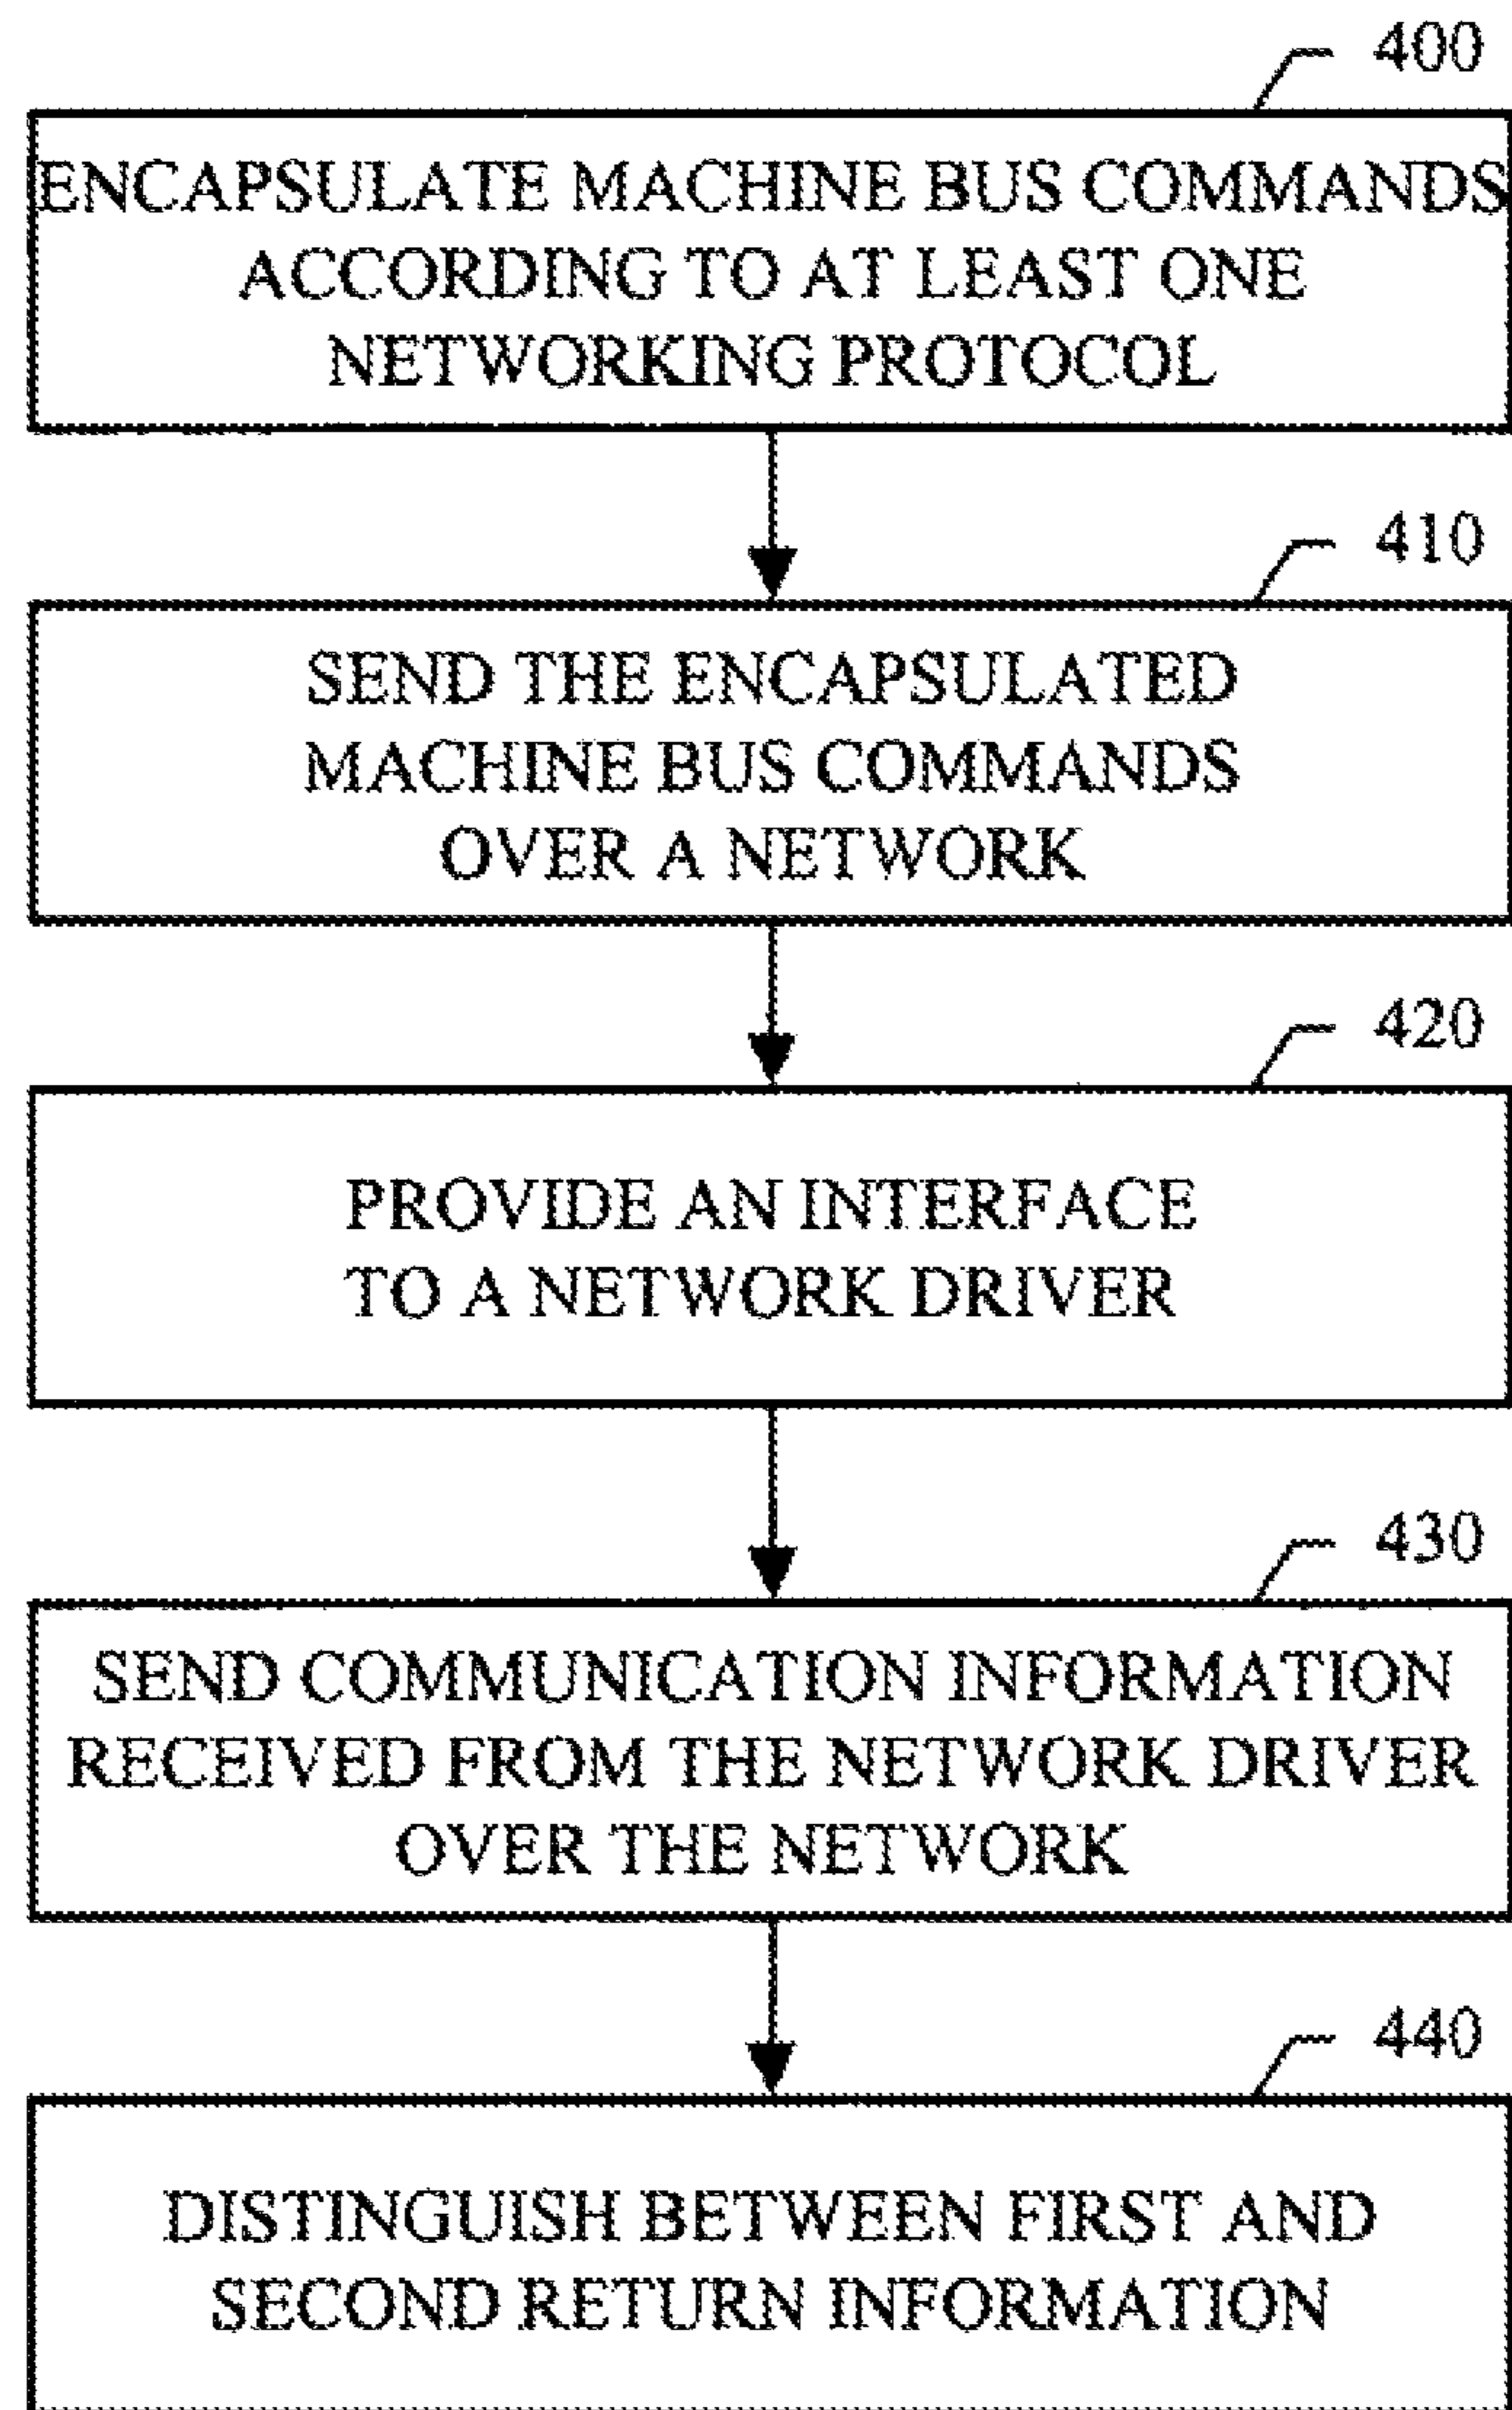 400
ENCAPSULATE MACHINE BUS COMMANDS
ACCORDING TO AT LEAST ONE
NETWORKING PROTOCOL
410
SEND THE ENCAPSULATED
MACHINE BUS COMMANDS
OVER A NETWORK
420
PROVIDE AN INTERFACE
TO A NETWORK DRIVER
430
SEND COMMUNICATION INFORMATION
RECEIVED FROM THE NETWORK DRIVER
OVER THE NETWORK
440
DISTINGUISH BETWEEN FIRST AND
SECOND RETURN INFORMATION